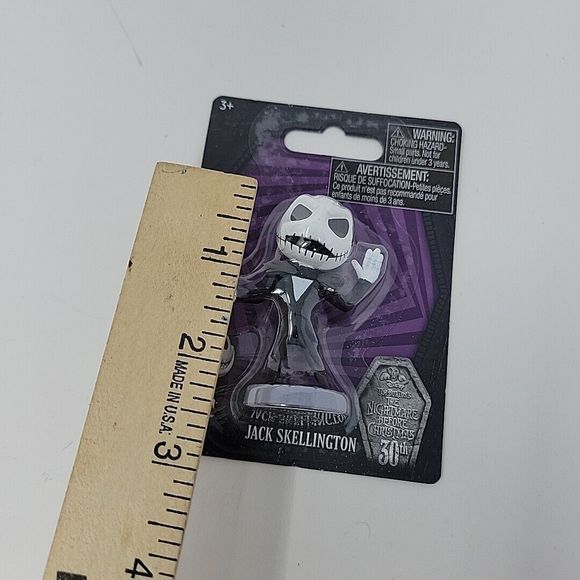 3+
WARNING:
CHOKING HAZARD-
Small parts. Not for
children under 3 years.
AVERTISSEMENT:
RISQUE DE SUFFOCATION-Petites pièces.
Ce produit n'est pas recommandé pour
enfants de moins de 3 ans.
1
2
MADE IN U.S.A.
3
4
THE
NIGHTMARE
BEFORE
CHRISTMAS
30th
JACK SKELLINGTON